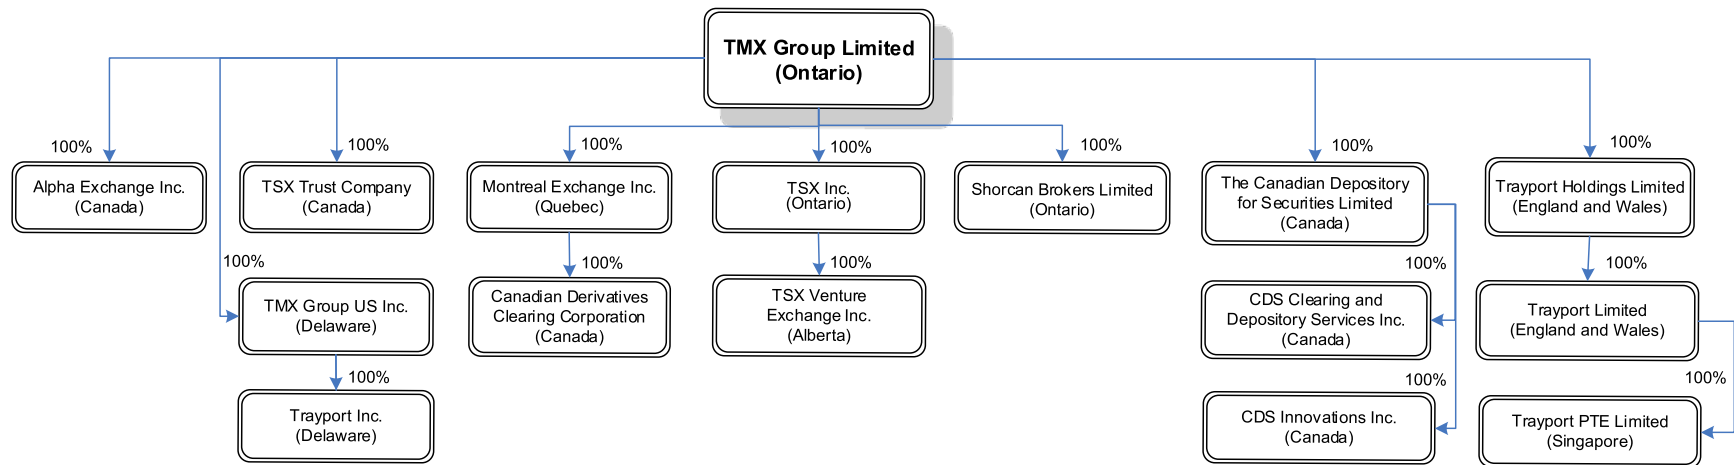 TMX Group Limited
(Ontario)
100%
100%
100%
100%
100%
100%
100%
Alpha Exchange Inc.
(Canada)
TSX Trust Company
(Canada)
Montreal Exchange Inc.
(Quebec)
TSX Inc.
(Ontario)
Shorcan Brokers Limited
(Ontario)
The Canadian Depository
for Securities Limited
(Canada)
Trayport Holdings Limited
(England and Wales)
100%
100%
100%
100%
100%
TMX Group US Inc.
(Delaware)
Canadian Derivatives
Clearing Corporation
(Canada)
TSX Venture
Exchange Inc.
(Alberta)
CDS Clearing and
Depository Services Inc.
(Canada)
Trayport Limited
(England and Wales)
100%
100%
100%
Trayport Inc.
(Delaware)
CDS Innovations Inc.
(Canada)
Trayport PTE Limited
(Singapore)